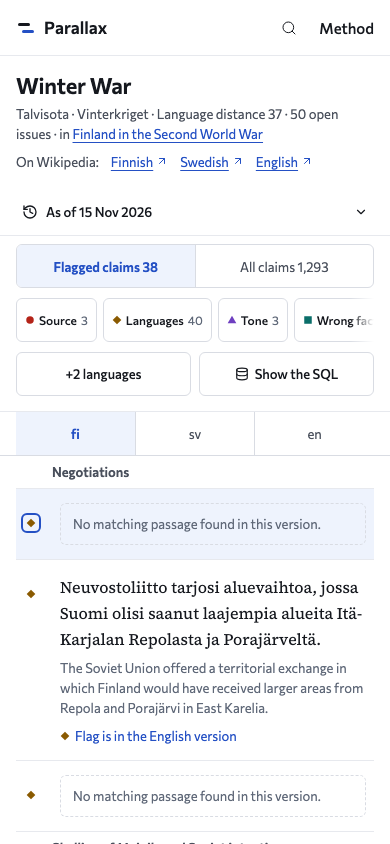 Parallax
Method
Winter War
Talvisota · Vinterkriget · Language distance 37 · 50 open
issues · in Finland in the Second World War
On Wikipedia: Finnish ↗ Swedish ↗ English ↗
As of 15 Nov 2026
Flagged claims 38
All claims 1,293
Source 3
Languages 40
Tone 3
Wrong fac
+2 languages
Show the SQL
fi
sv
en
Negotiations
No matching passage found in this version.
Neuvostoliitto tarjosi aluevaihtoa, jossa
Suomi olisi saanut laajempia alueita Itä-
Karjalan Repolasta ja Porajärveltä.
The Soviet Union offered a territorial exchange in
which Finland would have received larger areas from
Repola and Porajärvi in East Karelia.
Flag is in the English version
No matching passage found in this version.